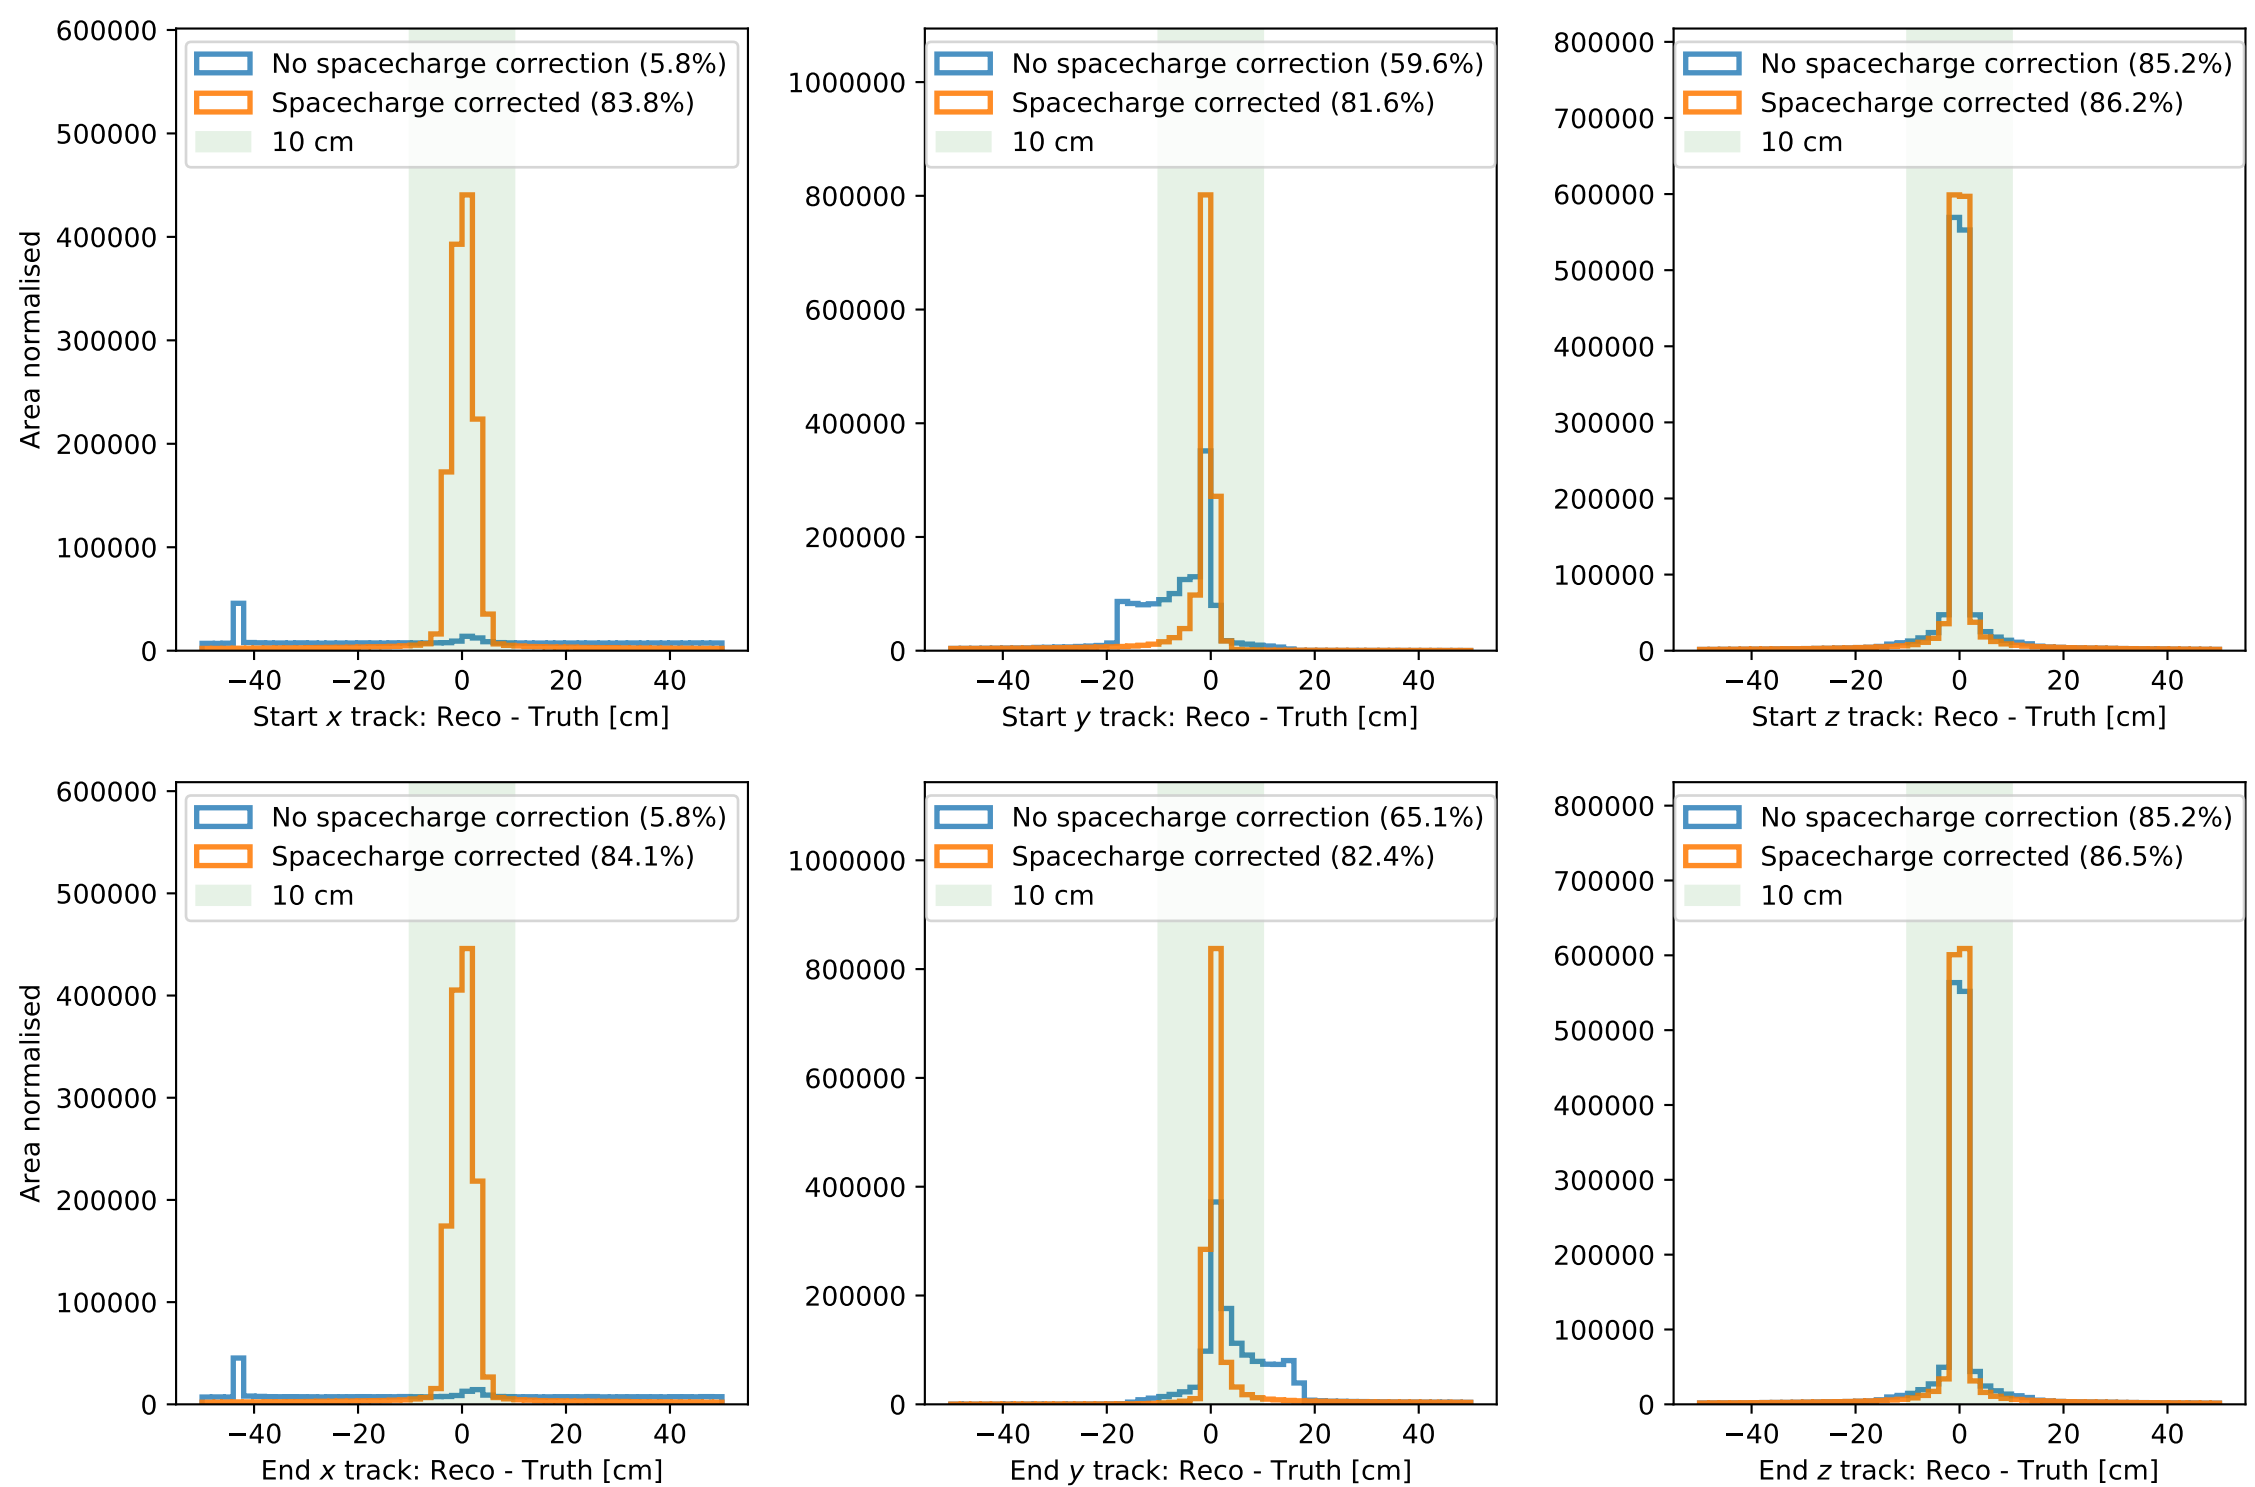 600000
500000
400000
300000
200000
100000
0
Area normalised
No spacecharge correction (5.8%)
Spacecharge corrected (83.8%)
10 cm
−40 −20 0 20 40
Start x track: Reco - Truth [cm]
1000000
800000
600000
400000
200000
0
No spacecharge correction (59.6%)
Spacecharge corrected (81.6%)
10 cm
−40 −20 0 20 40
Start y track: Reco - Truth [cm]
800000
700000
600000
500000
400000
300000
200000
100000
0
No spacecharge correction (85.2%)
Spacecharge corrected (86.2%)
10 cm
−40 −20 0 20 40
Start z track: Reco - Truth [cm]
600000
500000
400000
300000
200000
100000
0
Area normalised
No spacecharge correction (5.8%)
Spacecharge corrected (84.1%)
10 cm
−40 −20 0 20 40
End x track: Reco - Truth [cm]
1000000
800000
600000
400000
200000
0
No spacecharge correction (65.1%)
Spacecharge corrected (82.4%)
10 cm
−40 −20 0 20 40
End y track: Reco - Truth [cm]
800000
700000
600000
500000
400000
300000
200000
100000
0
No spacecharge correction (85.2%)
Spacecharge corrected (86.5%)
10 cm
−40 −20 0 20 40
End z track: Reco - Truth [cm]